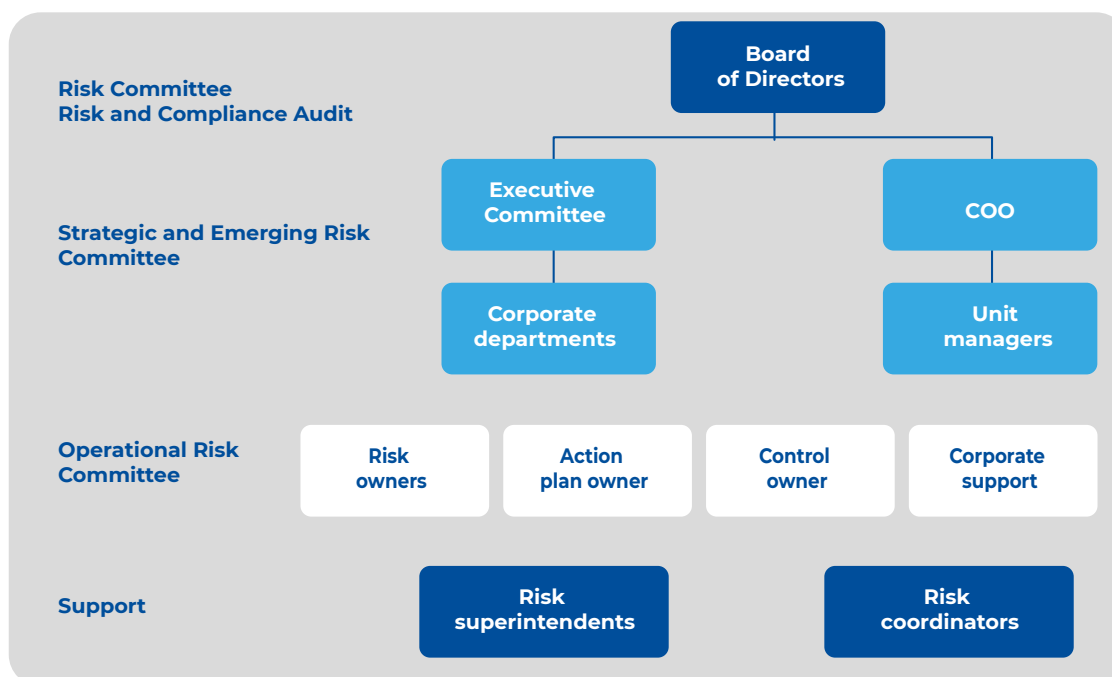 Board
of Directors
Risk Committee
Risk and Compliance Audit
Executive
Committee
COO
Strategic and Emerging Risk
Committee
Corporate
departments
Unit
managers
Operational Risk
Committee
Risk
owners
Action
plan owner
Control
owner
Corporate
support
Support
Risk
superintendents
Risk
coordinators